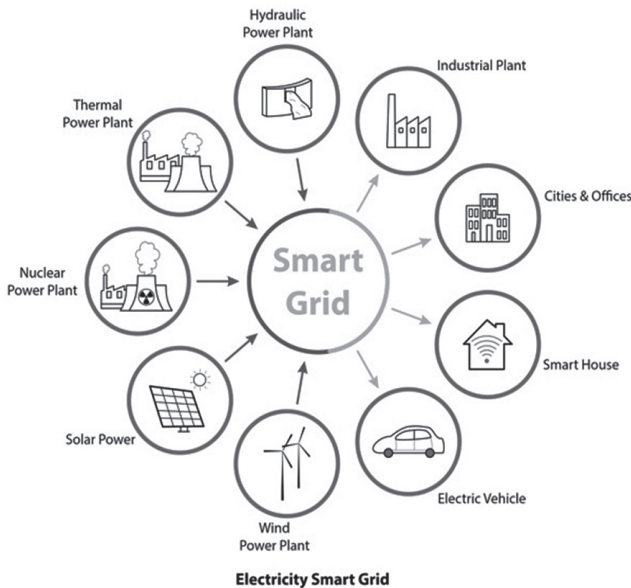 Hydraulic
Power Plant
Industrial Plant
Thermal
Power Plant
Cities & Offices
Smart
Grid
Nuclear
Power Plant
Smart House
Solar Power
Electric Vehicle
Wind
Power Plant
Electricity Smart Grid